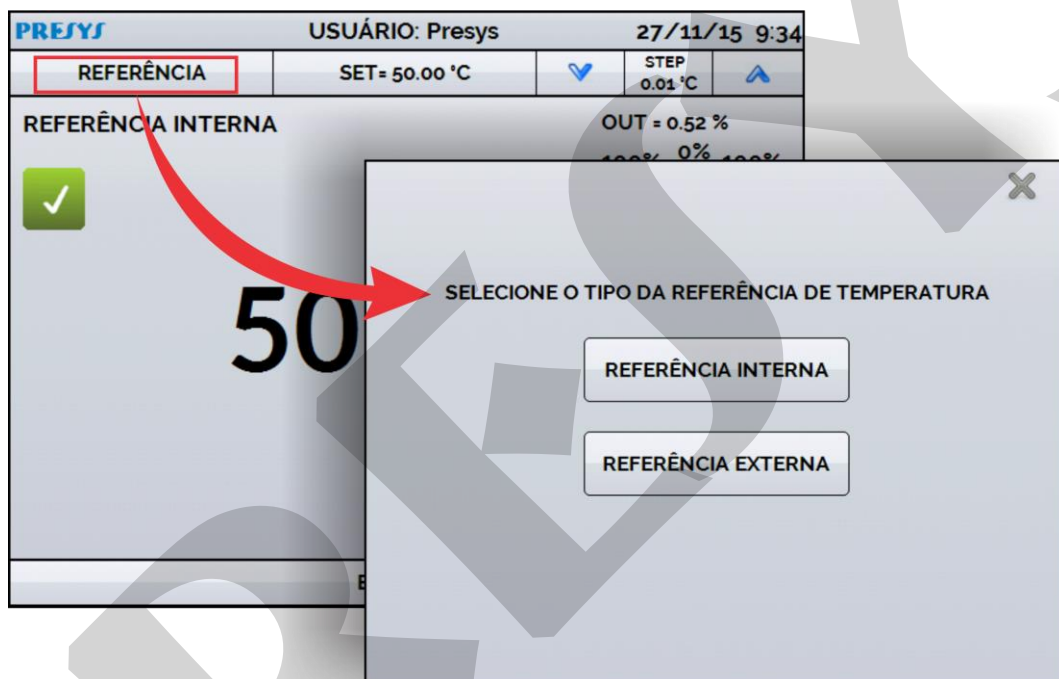 PRESYS
USUÁRIO: Presys
27/11/15 9:34
REFERÊNCIA
SET= 50.00 °C
STEP
0.01 °C
REFERÊNCIA INTERNA
OUT = 0.52 %
0%
50
SELECIONE O TIPO DA REFERÊNCIA DE TEMPERATURA
REFERÊNCIA INTERNA
REFERÊNCIA EXTERNA